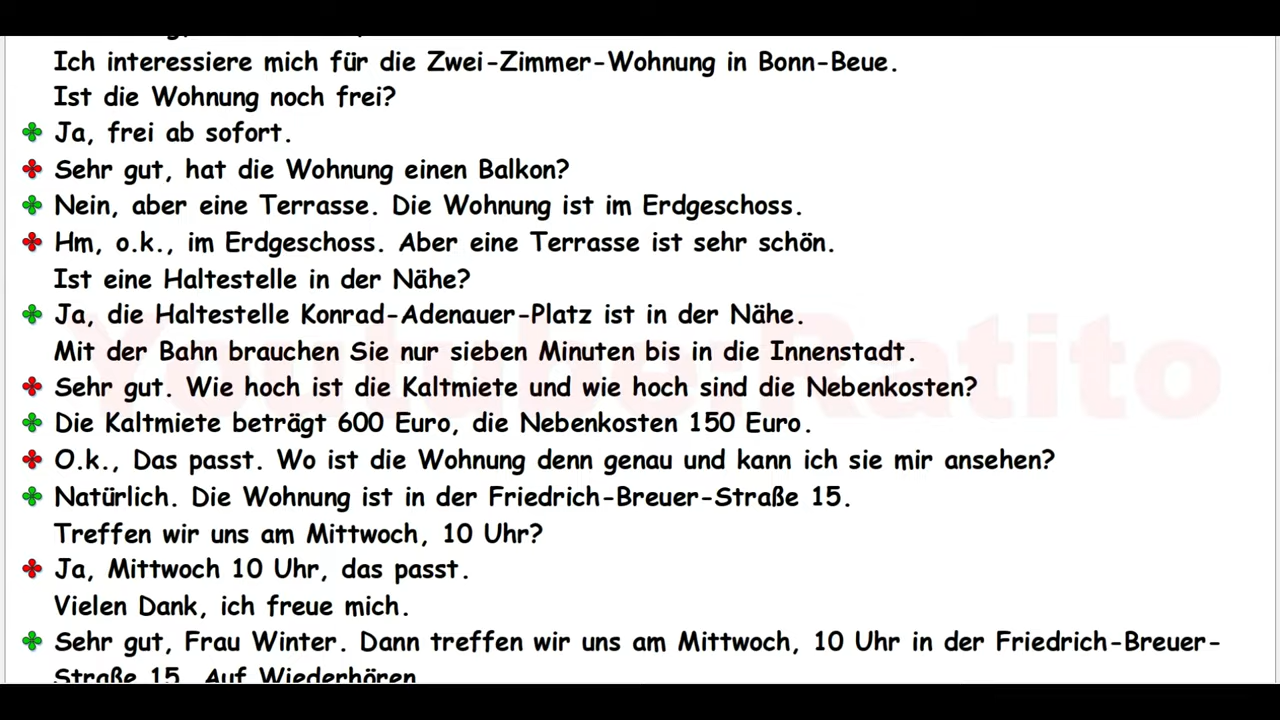 Ich interessiere mich für die Zwei-Zimmer-Wohnung in Bonn-Beue.
Ist die Wohnung noch frei?
Ja, frei ab sofort.
Sehr gut, hat die Wohnung einen Balkon?
Nein, aber eine Terrasse. Die Wohnung ist im Erdgeschoss.
Hm, o.k., im Erdgeschoss. Aber eine Terrasse ist sehr schön.
Ist eine Haltestelle in der Nähe?
Ja, die Haltestelle Konrad-Adenauer-Platz ist in der Nähe.
Mit der Bahn brauchen Sie nur sieben Minuten bis in die Innenstadt.
Youtube:Ratito
Sehr gut. Wie hoch ist die Kaltmiete und wie hoch sind die Nebenkosten?
Die Kaltmiete beträgt 600 Euro, die Nebenkosten 150 Euro.
O.k., Das passt. Wo ist die Wohnung denn genau und kann ich sie mir ansehen?
Natürlich. Die Wohnung ist in der Friedrich-Breuer-Straße 15.
Treffen wir uns am Mittwoch, 10 Uhr?
Ja, Mittwoch 10 Uhr, das passt.
Vielen Dank, ich freue mich.
Sehr gut, Frau Winter. Dann treffen wir uns am Mittwoch, 10 Uhr in der Friedrich-Breuer-
Straße 15. Auf Wiederhören